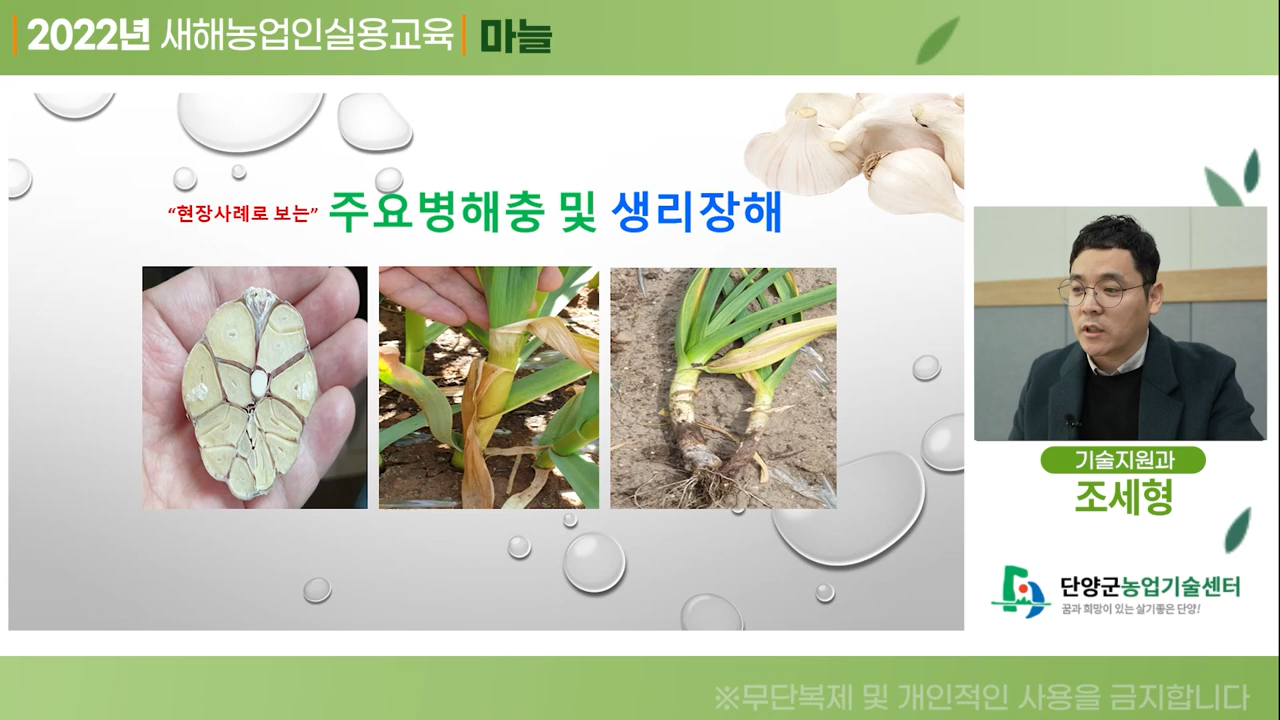 2022년 새해농업인실용교육 마늘
“현장사례로 보는” 주요병해충 및 생리장해
기술지원과
조세형
단양군농업기술센터
꿈과 희망이 있는 살기좋은 단양!
※무단복제 및 개인적인 사용을 금지합니다